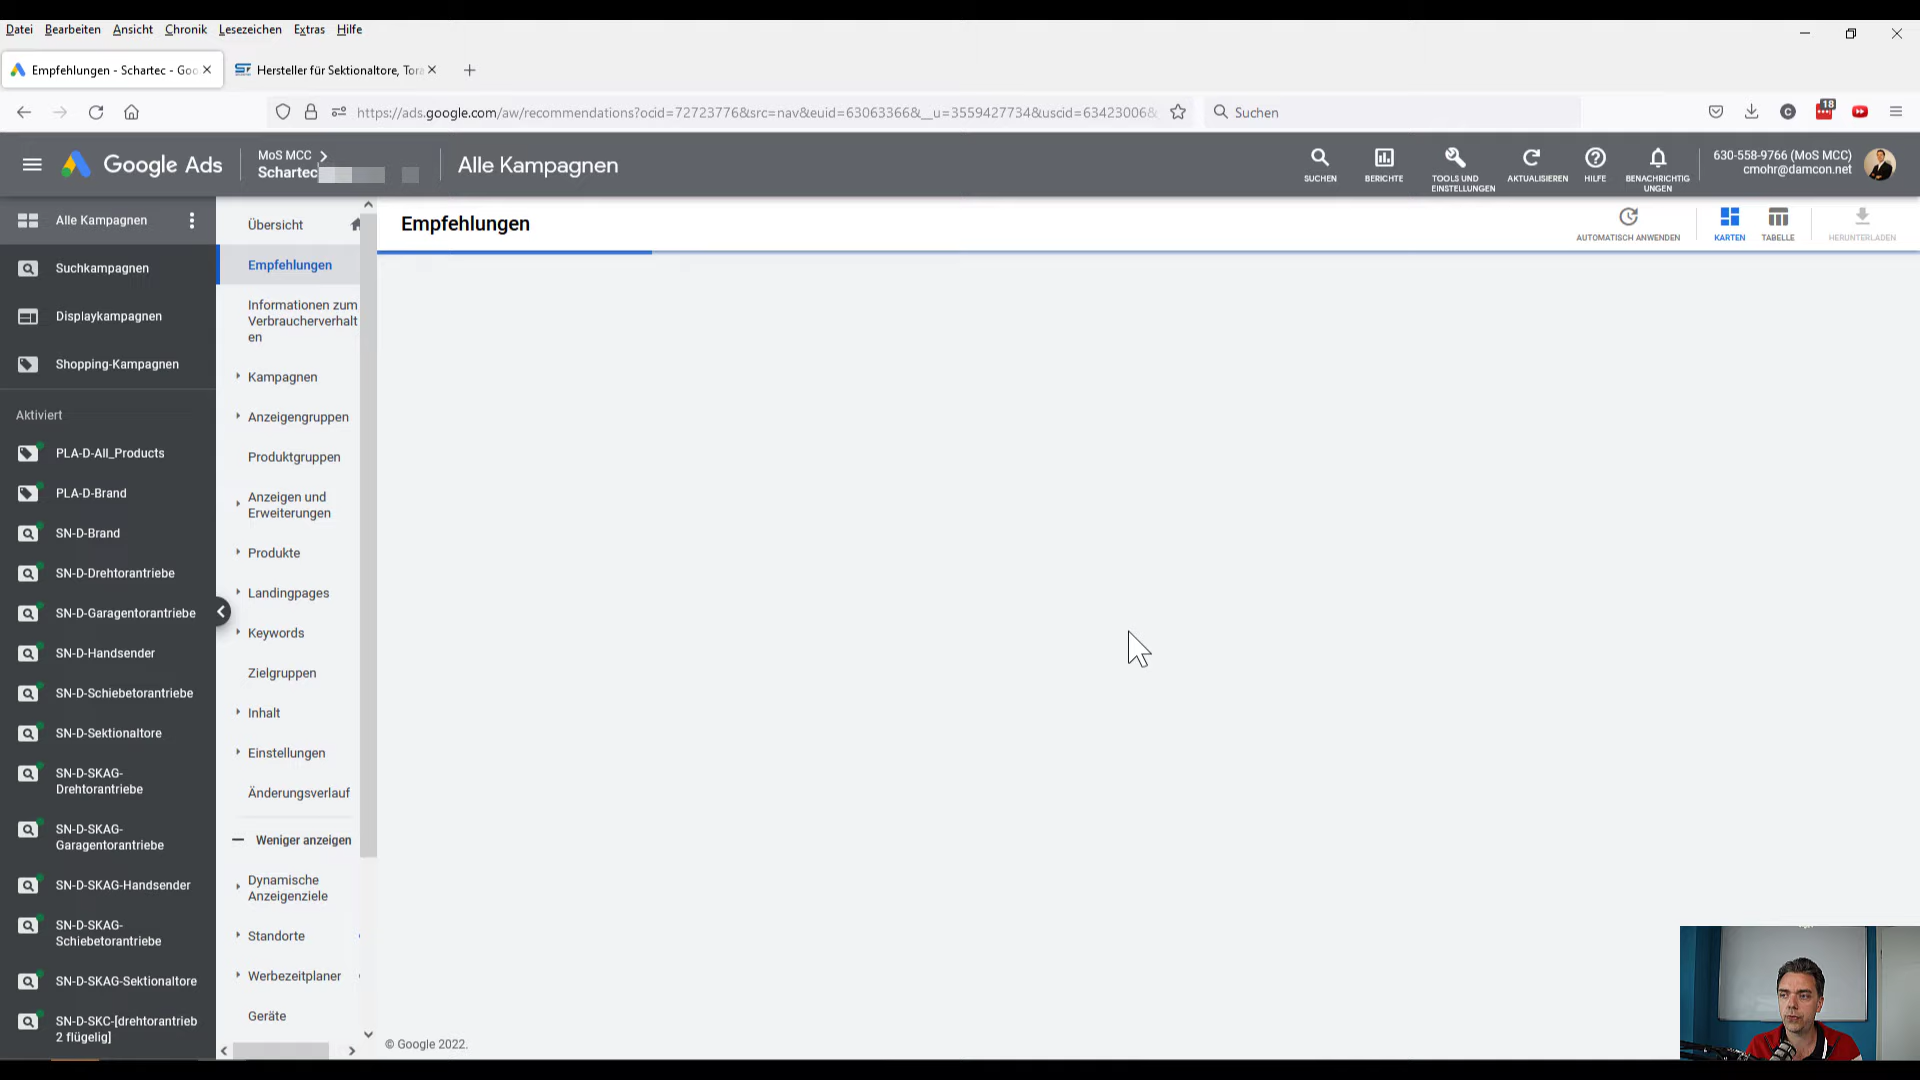 Datei Bearbeiten Ansicht Chronik Lesezeichen Extras Hilfe
Empfehlungen - Schartec - Goo
Hersteller für Sektionaltore, Tora
https://ads.google.com/aw/recommendations?ocid=72723776&src=nav&euid=63063366&__u=3559427734&uscid=63423006&
Suchen
18
Google Ads
MoS MCC
Schartec
Alle Kampagnen
SUCHEN
BERICHTE
TOOLS UND
EINSTELLUNGEN
AKTUALISIEREN
HILFE
BENACHRICHTIG
UNGEN
630-558-9766 (MoS MCC)
cmohr@damcon.net
Alle Kampagnen
Suchkampagnen
Displaykampagnen
Shopping-Kampagnen
Aktiviert
PLA-D-All_Products
PLA-D-Brand
SN-D-Brand
SN-D-Drehtorantriebe
SN-D-Garagentorantriebe
SN-D-Handsender
SN-D-Schiebetorantriebe
SN-D-Sektionaltore
SN-D-SKAG-
Drehtorantriebe
SN-D-SKAG-
Garagentorantriebe
SN-D-SKAG-Handsender
SN-D-SKAG-
Schiebetorantriebe
SN-D-SKAG-Sektionaltore
SN-D-SKC-[drehtorantrieb
2 flügelig]
Übersicht
Empfehlungen
Informationen zum
Verbraucherverhalt
en
Kampagnen
Anzeigengruppen
Produktgruppen
Anzeigen und
Erweiterungen
Produkte
Landingpages
Keywords
Zielgruppen
Inhalt
Einstellungen
Änderungsverlauf
Weniger anzeigen
Dynamische
Anzeigenziele
Standorte
Werbezeitplaner
Geräte
Empfehlungen
AUTOMATISCH ANWENDEN
KARTEN
TABELLE
HERUNTERLADEN
© Google 2022.